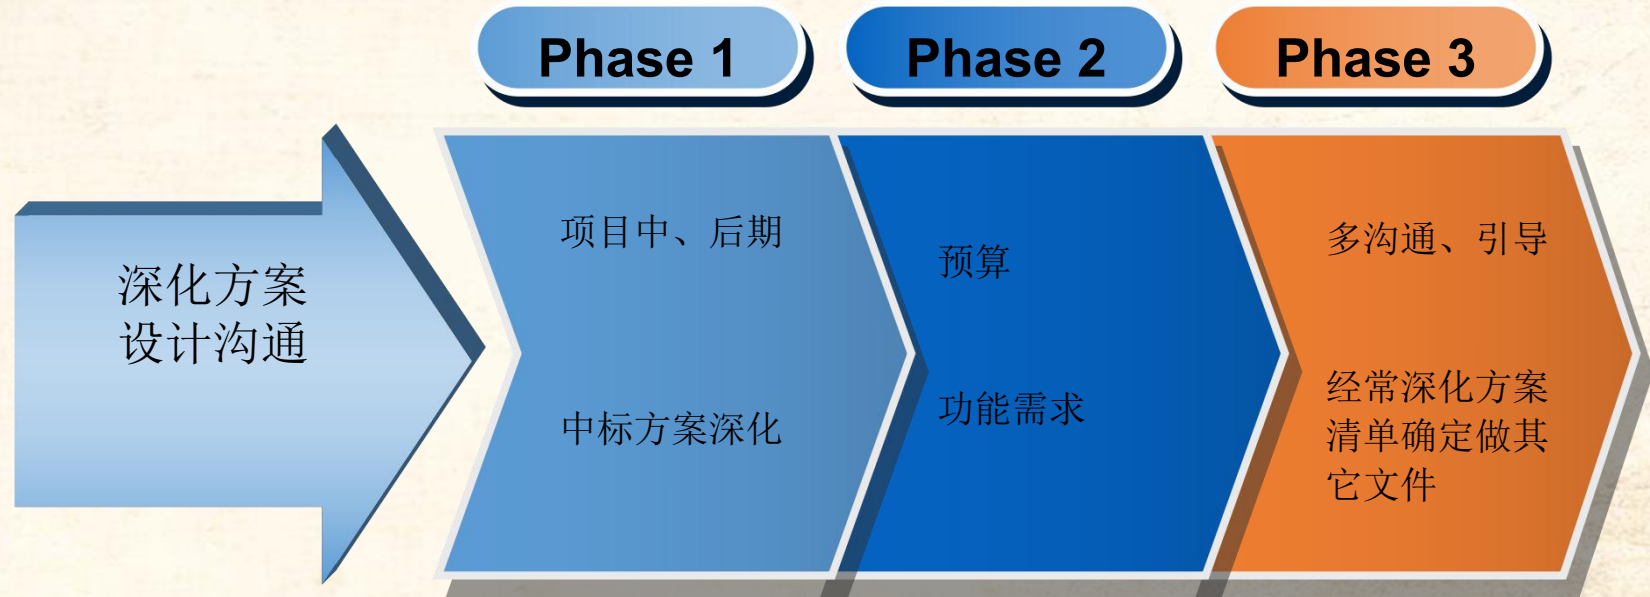 Phase 1
Phase 2
Phase 3
深化方案
设计沟通
项目中、后期
中标方案深化
预算
功能需求
多沟通、引导
经常深化方案
清单确定做其
它文件